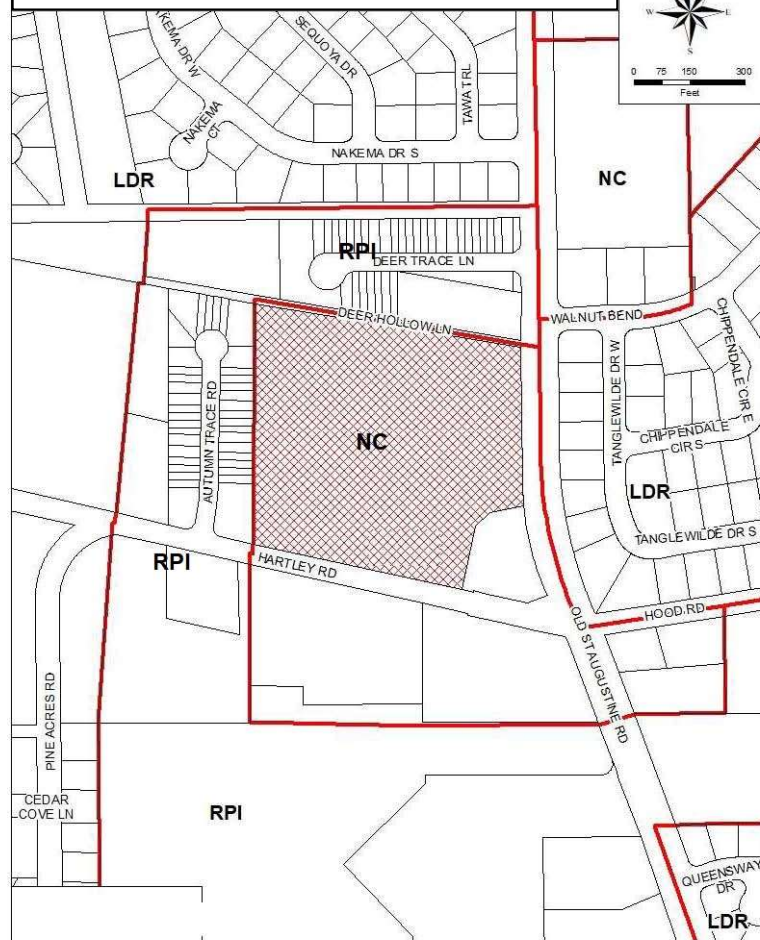 W
E
S
0 75 150 300
Feet
SEQUOYA DR
TAWA TRL
NAKEMA
CT
NAKEMA DR S
LDR
NC
RPI
DEER TRACE LN
DEER HOLLOW LN
WALNUT BEND
CHIPPENDALE CIR E
TANGLEWILDE DR W
AUTUMN TRACE RD
NC
CHIPPENDALE
CIR S
LDR
TANGLEWILDE DR S
RPI
HARTLEY RD
HOOD RD
OLD ST AUGUSTINE RD
PINE ACRES RD
CEDAR
COVE LN
RPI
QUEENSWAY
DR
LDR